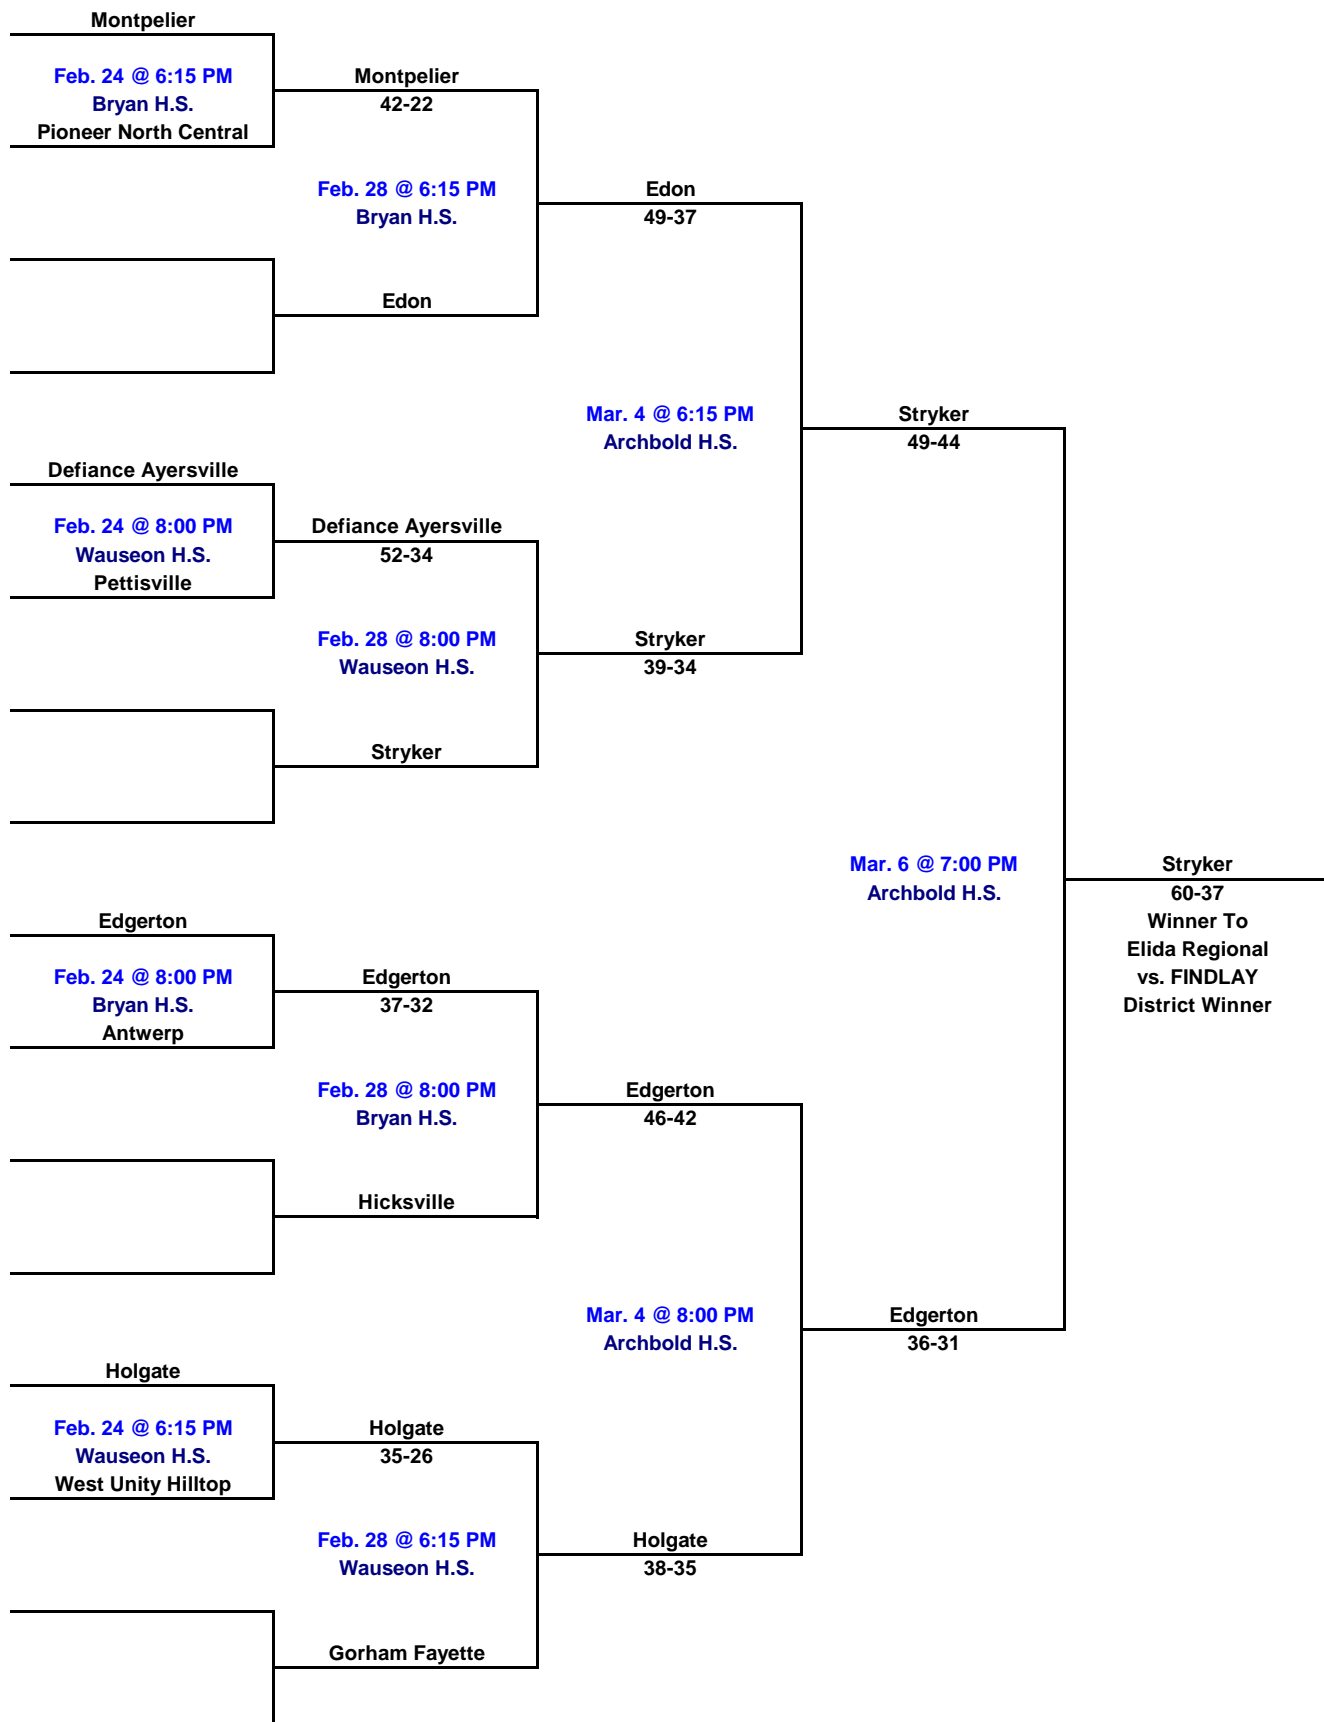 Montpelier
Feb. 24 @ 6:15 PM
Bryan H.S.
Pioneer North Central
Montpelier
42-22
Feb. 28 @ 6:15 PM
Bryan H.S.
Edon
Edon
49-37
Mar. 4 @ 6:15 PM
Archbold H.S.
Stryker
49-44
Defiance Ayersville
Feb. 24 @ 8:00 PM
Wauseon H.S.
Pettisville
Defiance Ayersville
52-34
Feb. 28 @ 8:00 PM
Wauseon H.S.
Stryker
Stryker
39-34
Mar. 6 @ 7:00 PM
Archbold H.S.
Stryker
60-37
Winner To
Elida Regional
vs. FINDLAY
District Winner
Edgerton
Feb. 24 @ 8:00 PM
Bryan H.S.
Antwerp
Edgerton
37-32
Feb. 28 @ 8:00 PM
Bryan H.S.
Hicksville
Edgerton
46-42
Mar. 4 @ 8:00 PM
Archbold H.S.
Edgerton
36-31
Holgate
Feb. 24 @ 6:15 PM
Wauseon H.S.
West Unity Hilltop
Holgate
35-26
Feb. 28 @ 6:15 PM
Wauseon H.S.
Gorham Fayette
Holgate
38-35